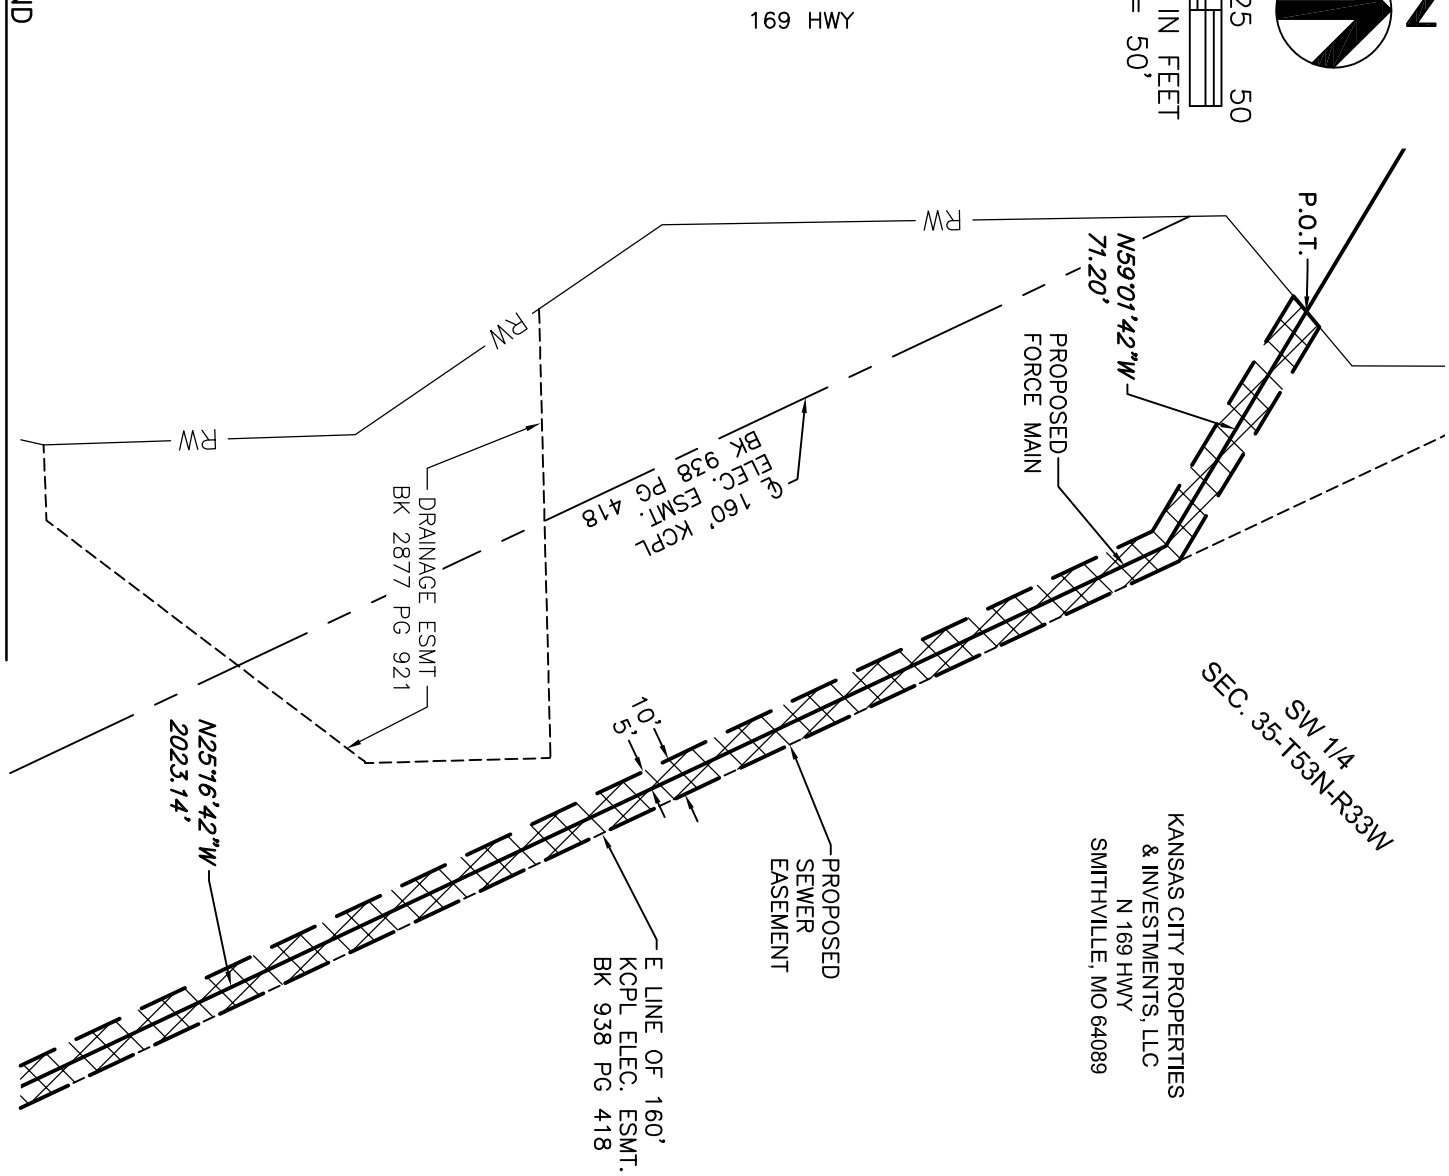 169 HWY
25 50
IN FEET
= 50'
N
ND
P.O.T.
RW
N59°01'42"W
71.20'
PROPOSED
FORCE MAIN
RW
RW
℄ 160' KCPL
ELEC. ESMT.
BK 938 PG 418
DRAINAGE ESMT
BK 2877 PG 921
SW 1/4
SEC. 35-T53N-R33W
KANSAS CITY PROPERTIES
& INVESTMENTS, LLC
N 169 HWY
SMITHVILLE, MO 64089
10'
5'
N25°16'42"W
2023.14'
PROPOSED
SEWER
EASEMENT
E LINE OF 160'
KCPL ELEC. ESMT.
BK 938 PG 418